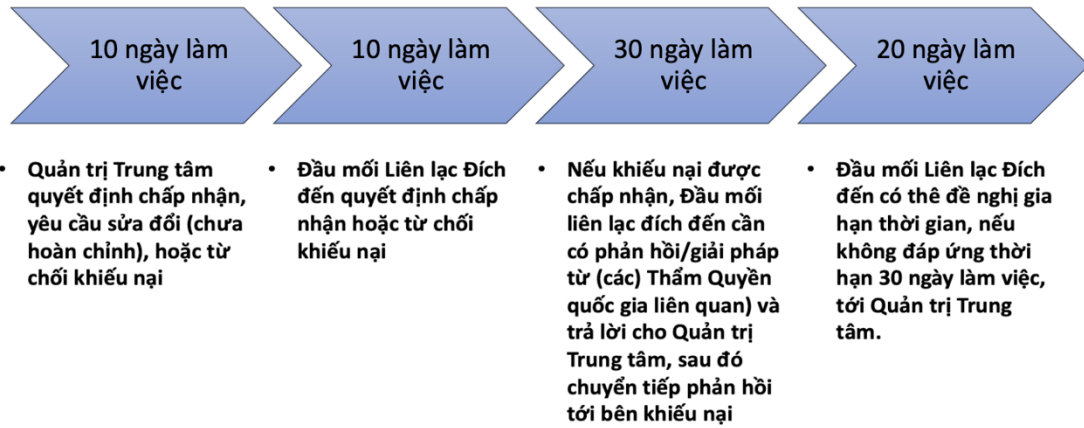 10 ngày làm
việc
10 ngày làm
việc
30 ngày làm
việc
20 ngày làm
việc
• Quản trị Trung tâm
quyết định chấp nhận,
yêu cầu sửa đổi (chưa
hoàn chỉnh), hoặc từ
chối khiếu nại
• Đầu mối Liên lạc Đích
đến quyết định chấp
nhận hoặc từ chối
khiếu nại
• Nếu khiếu nại được
chấp nhận, Đầu mối
liên lạc đích đến cần
có phản hồi/giải pháp
từ (các) Thẩm Quyền
quốc gia liên quan) và
trả lời cho Quản trị
Trung tâm, sau đó
chuyển tiếp phản hồi
tới bên khiếu nại
• Đầu mối Liên lạc Đích
đến có thể đề nghị gia
hạn thời gian, nếu
không đáp ứng thời
hạn 30 ngày làm việc,
tới Quản trị Trung
tâm.